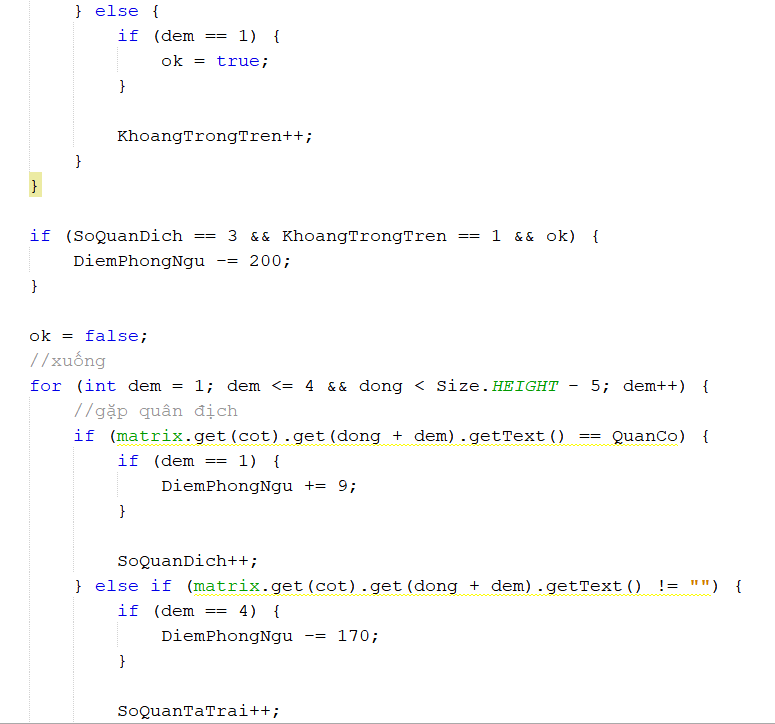 } else {
if (dem == 1) {
ok = true;
}
KhoangTrongTren++;
}
}
if (SoQuanDich == 3 && KhoangTrongTren == 1 && ok) {
DiemPhongNgu -= 200;
}
ok = false;
//xuống
for (int dem = 1; dem <= 4 && dong < Size.HEIGHT - 5; dem++) {
//gặp quân địch
if (matrix.get(cot).get(dong + dem).getText() == QuanCo) {
if (dem == 1) {
DiemPhongNgu += 9;
}
SoQuanDich++;
} else if (matrix.get(cot).get(dong + dem).getText() != "") {
if (dem == 4) {
DiemPhongNgu -= 170;
}
SoQuanTaTrai++;